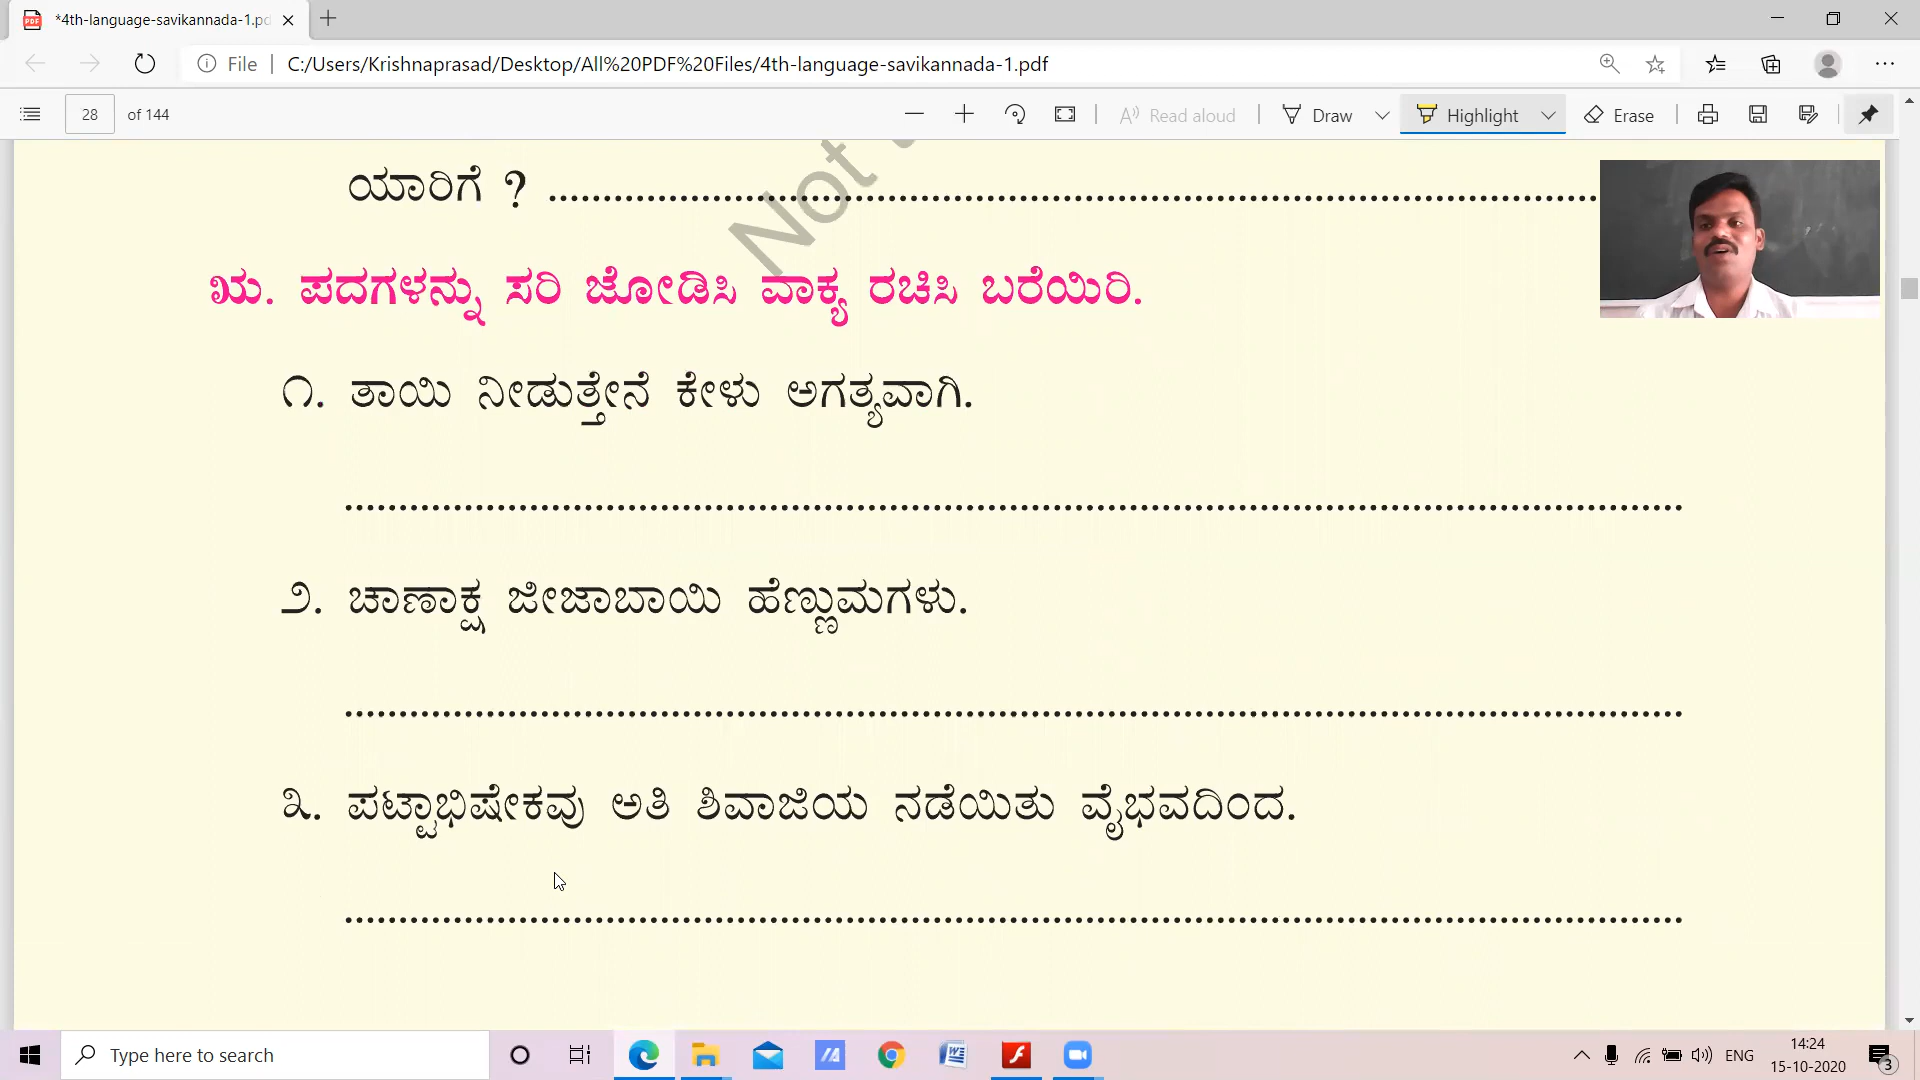 *4th-language-savikannada-1.pd
File | C:/Users/Krishnaprasad/Desktop/All%20PDF%20Files/4th-language-savikannada-1.pdf
28 of 144
Read aloud Draw Highlight Erase
Not
ಯಾರಿಗೆ ? ........................................................................
ಋ. ಪದಗಳನ್ನು ಸರಿ ಜೋಡಿಸಿ ವಾಕ್ಯ ರಚಿಸಿ ಬರೆಯಿರಿ.
೧. ತಾಯಿ ನೀಡುತ್ತೇನೆ ಕೇಳು ಅಗತ್ಯವಾಗಿ.
........................................................................
೨. ಚಾಣಾಕ್ಷ ಜೀಜಾಬಾಯಿ ಹೆಣ್ಣುಮಗಳು.
........................................................................
೩. ಪಟ್ಟಾಭಿಷೇಕವು ಅತಿ ಶಿವಾಜಿಯ ನಡೆಯಿತು ವೈಭವದಿಂದ.
........................................................................
Type here to search
ENG
14:24
15-10-2020
3